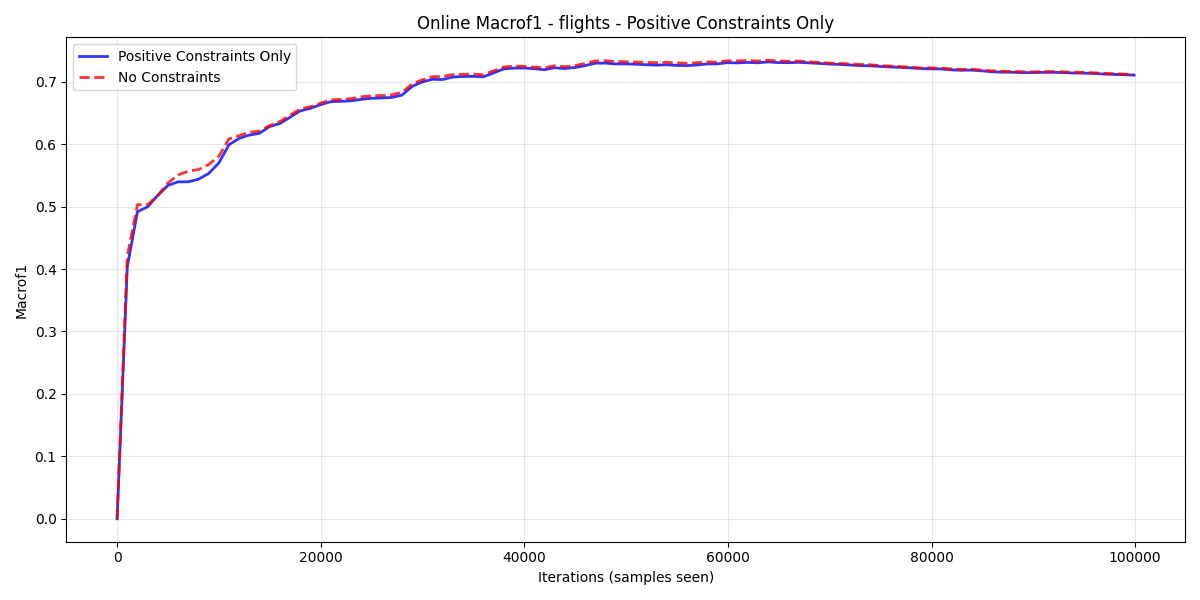 Online Macrof1 - flights - Positive Constraints Only
Positive Constraints Only
No Constraints
Macrof1
0.7
0.6
0.5
0.4
0.3
0.2
0.1
0.0
0 20000 40000 60000 80000 100000
Iterations (samples seen)